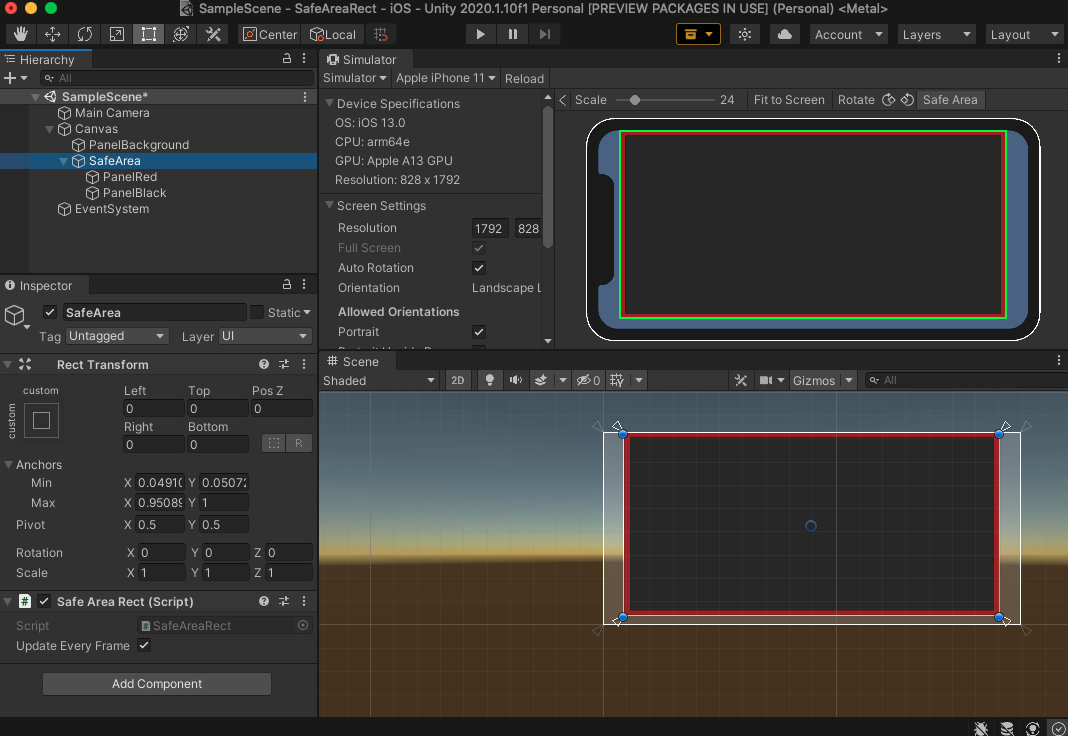 SampleScene - SafeAreaRect - iOS - Unity 2020.1.10f1 Personal [PREVIEW PACKAGES IN USE] (Personal) <Metal>
Center Local Account Layers Layout
Hierarchy
All
SampleScene*
Main Camera
Canvas
PanelBackground
SafeArea
PanelRed
PanelBlack
EventSystem
Simulator
Simulator Apple iPhone 11 Reload
Device Specifications
OS: iOS 13.0
CPU: arm64e
GPU: Apple A13 GPU
Resolution: 828 x 1792
Screen Settings
Resolution 1792 828
Full Screen
Auto Rotation
Orientation Landscape L
Allowed Orientations
Portrait
Scale 24 Fit to Screen Rotate Safe Area
Inspector
SafeArea Static
Tag Untagged Layer UI
Rect Transform
custom
custom
Left Top Pos Z
0 0 0
Right Bottom
0 0 R
Anchors
Min X 0.04910 Y 0.05072
Max X 0.95089 Y 1
Pivot X 0.5 Y 0.5
Rotation X 0 Y 0 Z 0
Scale X 1 Y 1 Z 1
# Safe Area Rect (Script)
Script # SafeAreaRect
Update Every Frame
Add Component
Scene
Shaded 2D 0 Gizmos All